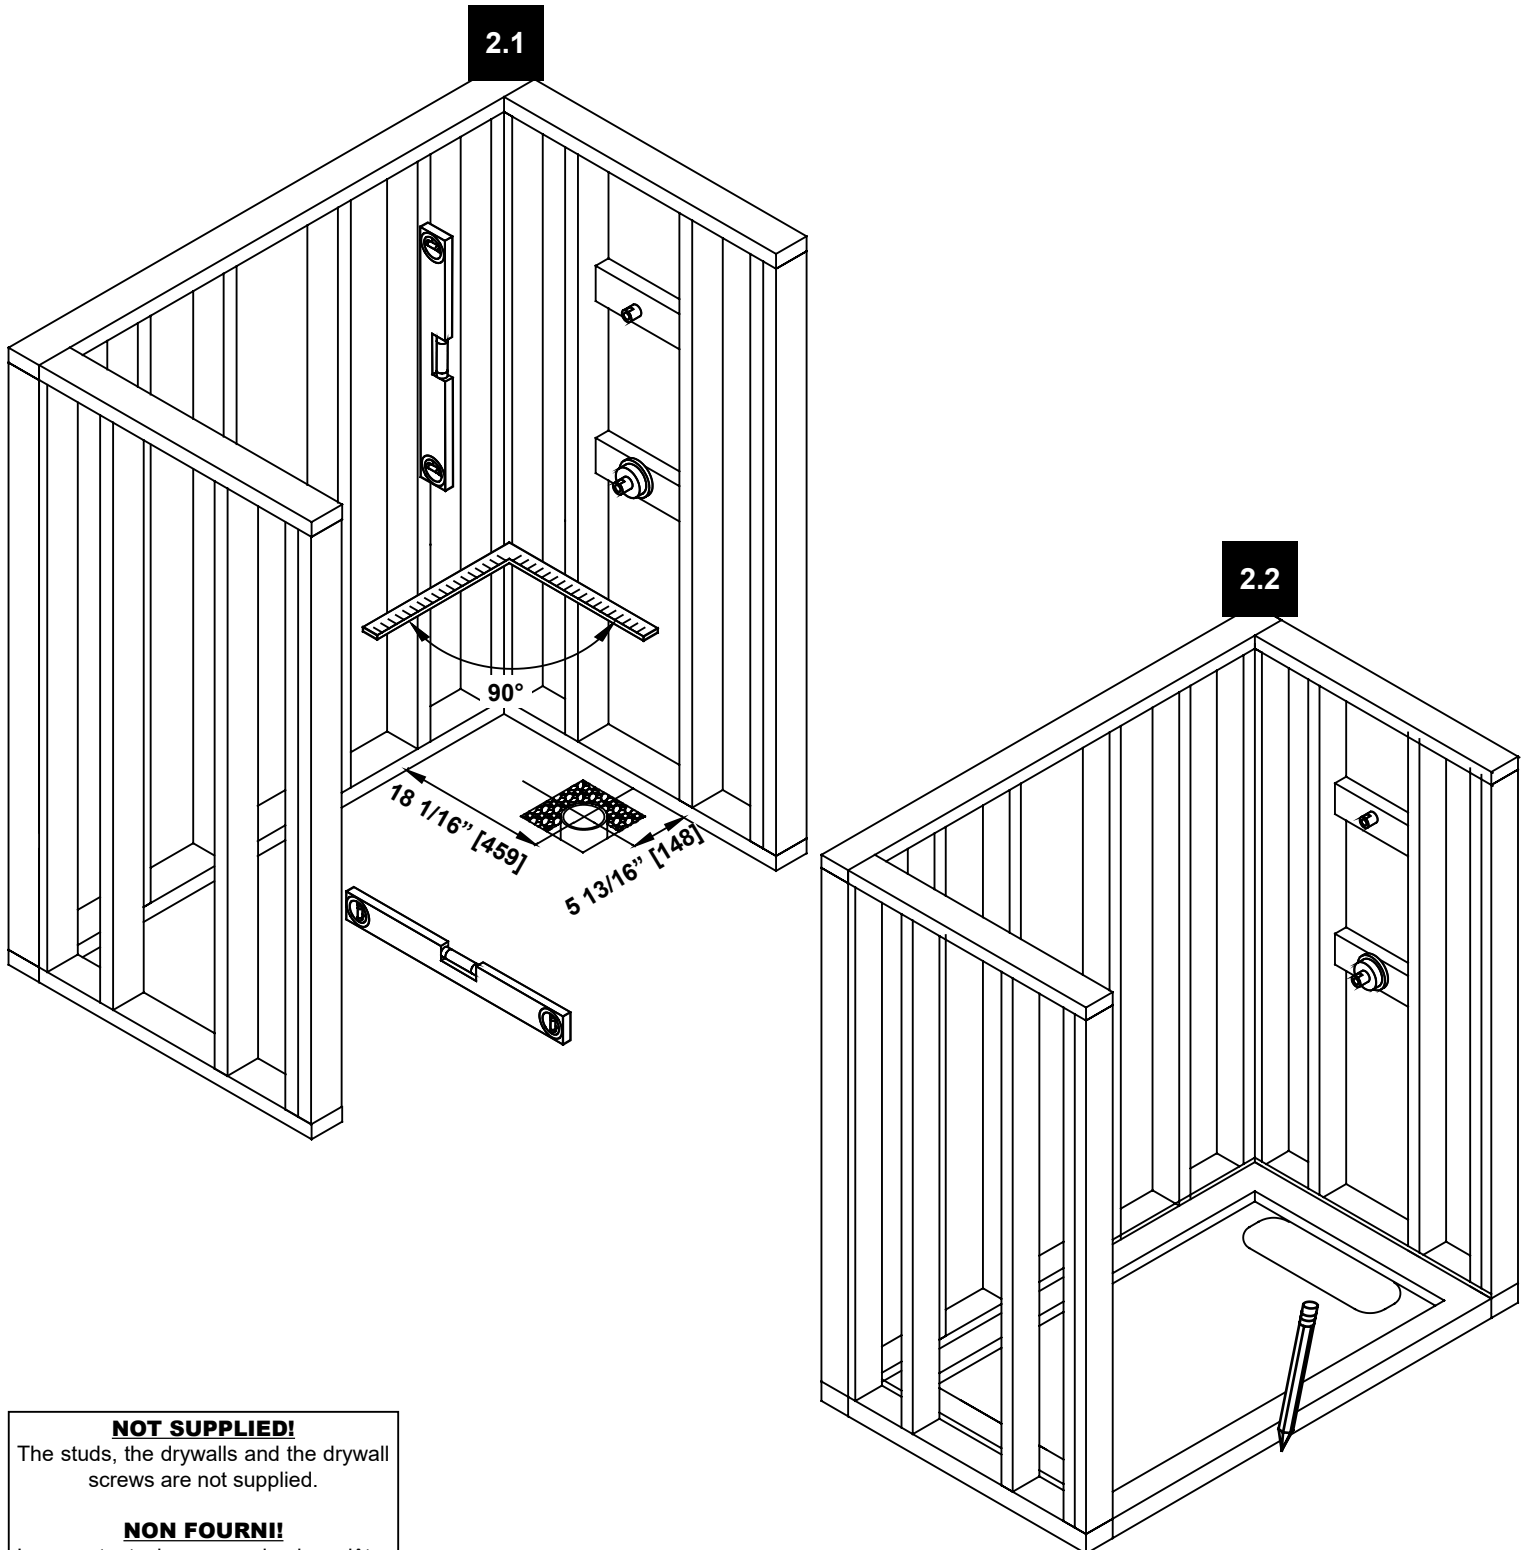 2.1
90°
18 1/16” [459]
5 13/16” [148]
2.2
NOT SUPPLIED!
The studs, the drywalls and the drywall
screws are not supplied.
NON FOURNI!